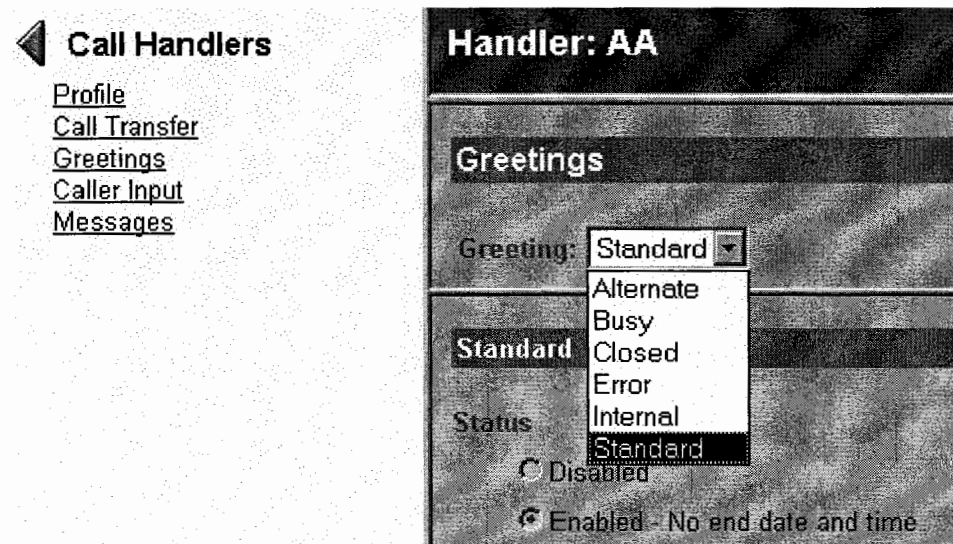 Call Handlers
Profile
Call Transfer
Greetings
Caller Input
Messages
Handler: AA
Greetings
Greeting: Standard
Alternate
Busy
Closed
Error
Internal
Standard
Standard
Status
Disabled
Enabled - No end date and time